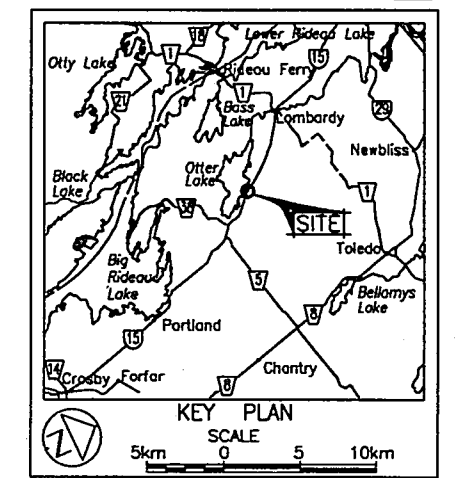 18
Lower Rideau Lake
1
15
Otty Lake
Rideau Ferry
21
1
Bass
Lake
Lombardy
29
Newbliss
Otter
Lake
Black
Lake
1
38
SITE
Toledo
Big
Rideau
Lake
5
Bellamys
Lake
8
Portland
15
14
Chantry
Crosby
Forfar
8
KEY PLAN
SCALE
5km 0 5 10km
Z